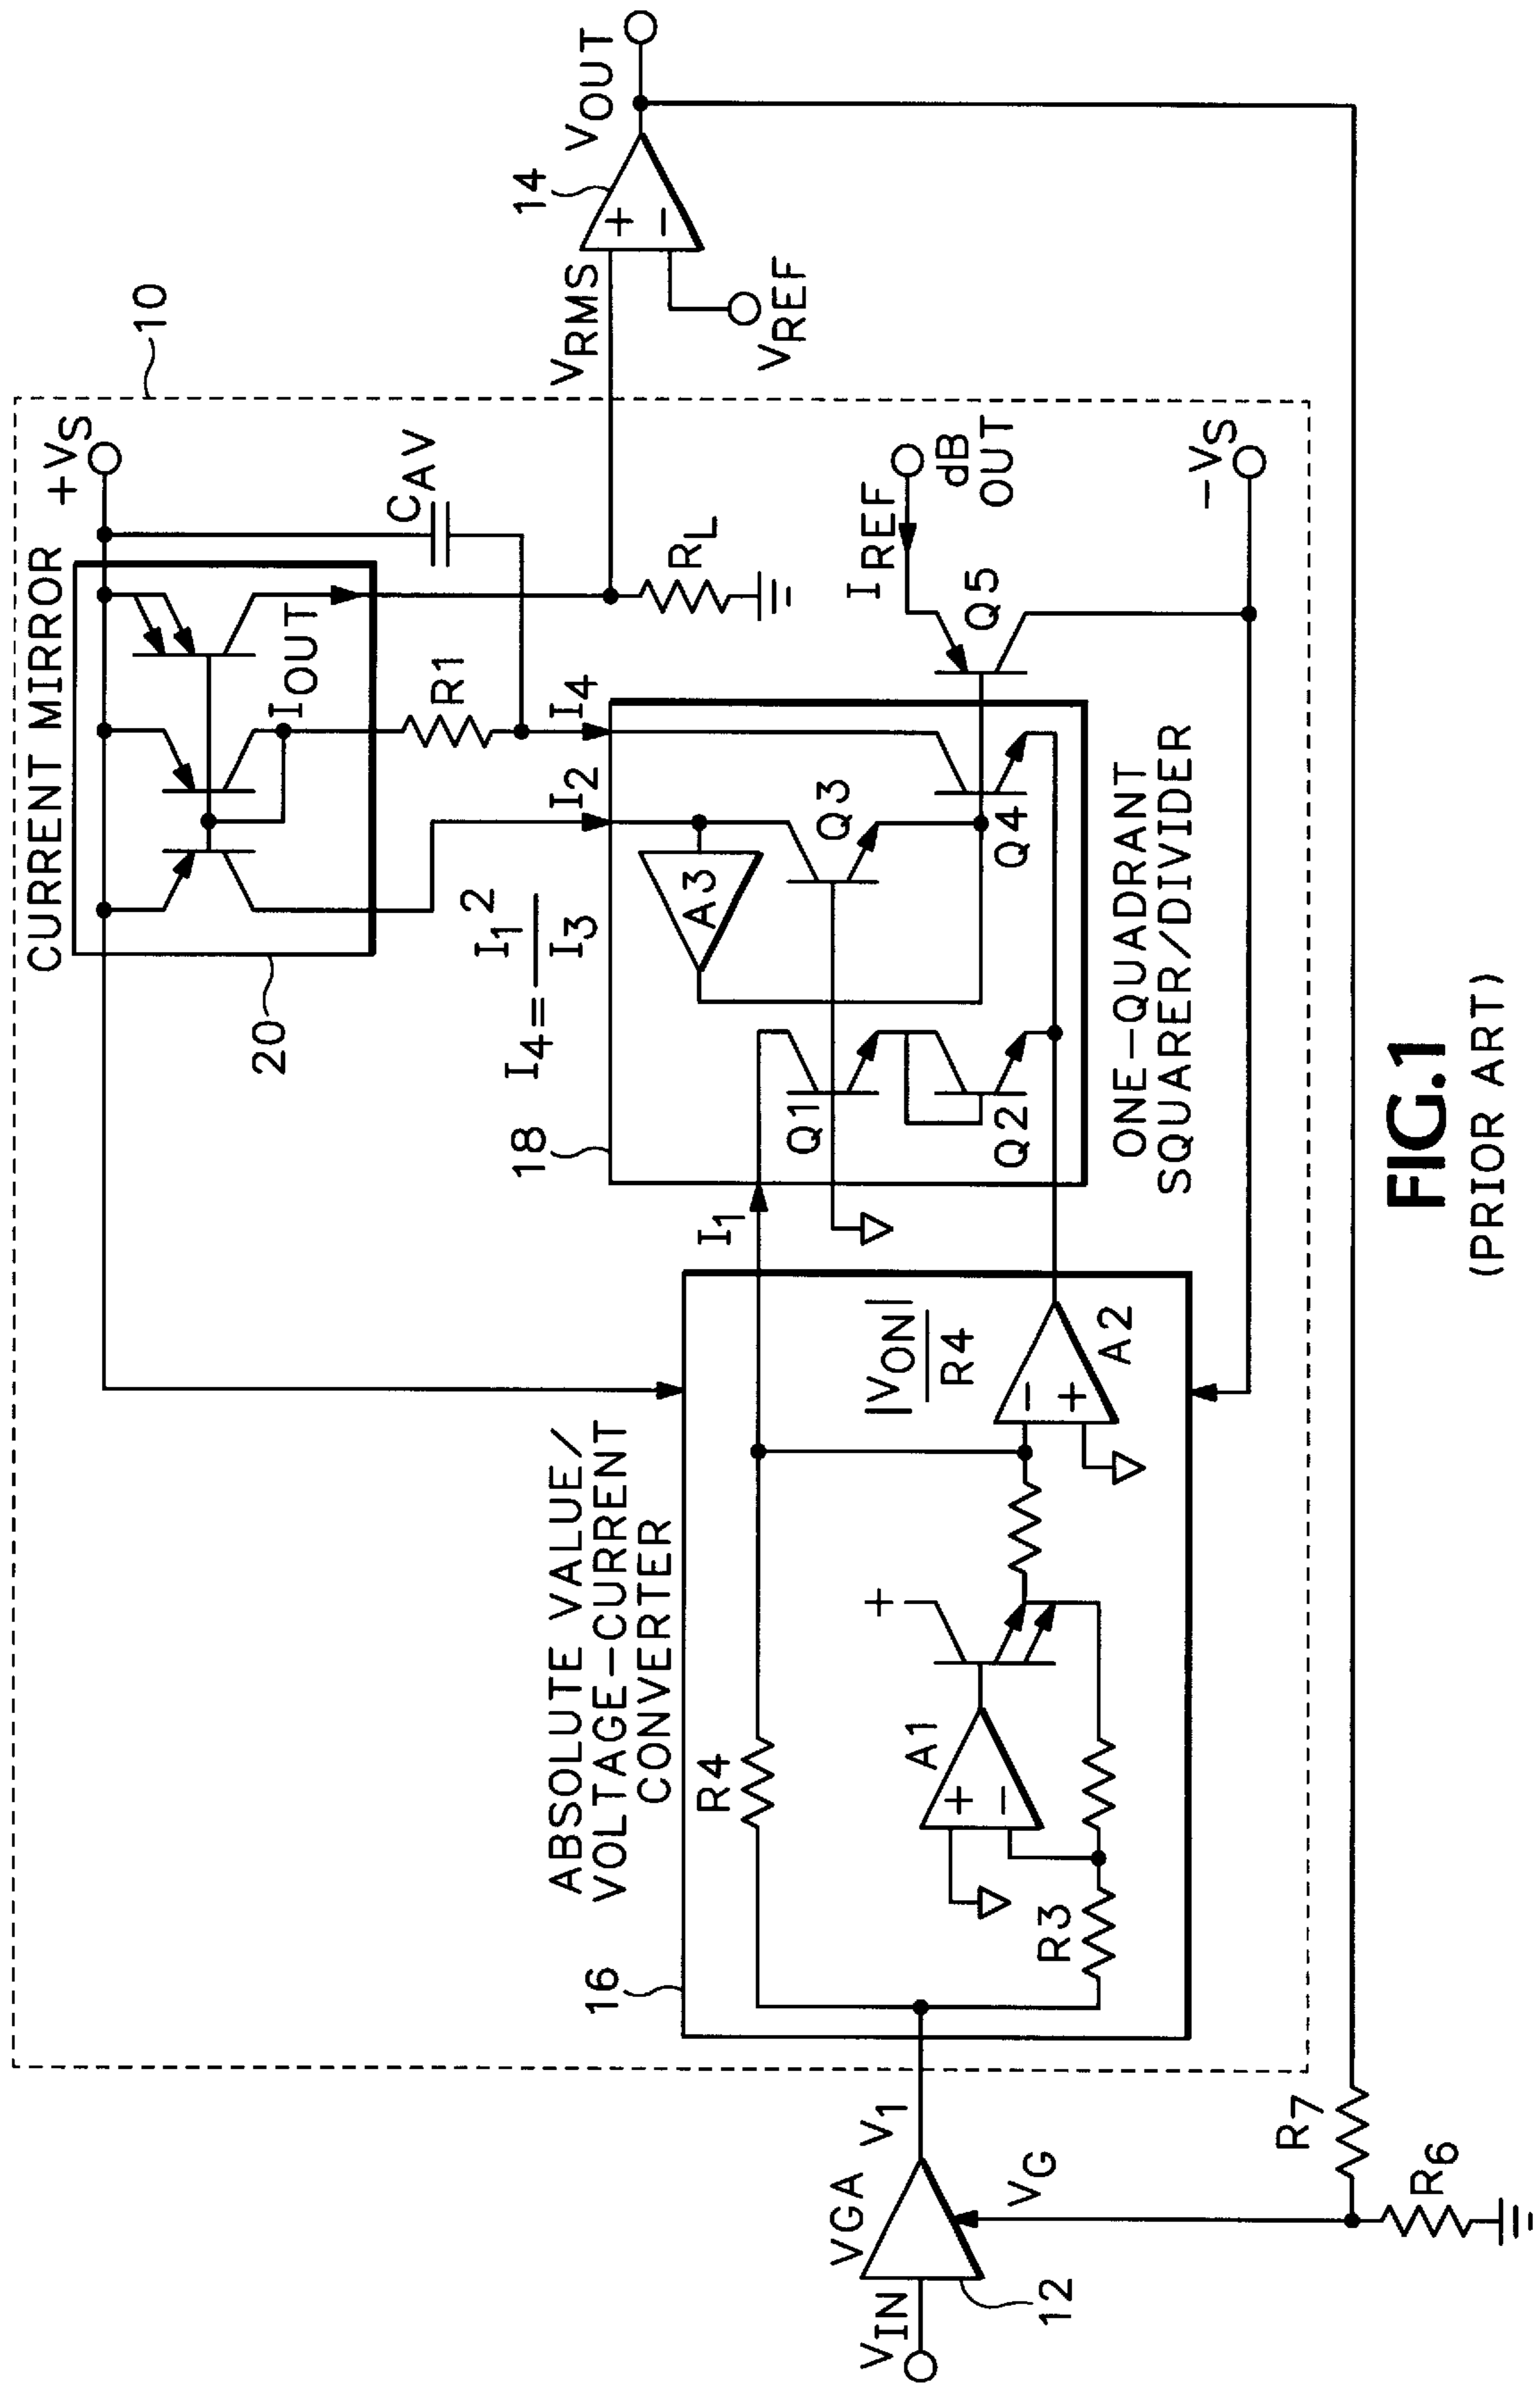 CURRENT MIRROR
+VS
10
20
IOUT
R1
CAV
I4
I2
I4= I1 2
I3
18
A3
Q3
Q1
Q2
Q4
Q5
IREF
dB
OUT
-VS
ONE-QUADRANT
SQUARER/DIVIDER
RL
VRMS
14
+
-
VREF
VOUT
ABSOLUTE VALUE/
VOLTAGE-CURRENT
CONVERTER
16
R4
I1
|VON|
R4
A2
-
+
+
A1
+
-
R3
VIN
VGA
12
V1
VG
R7
R6
FIG.1
(PRIOR ART)